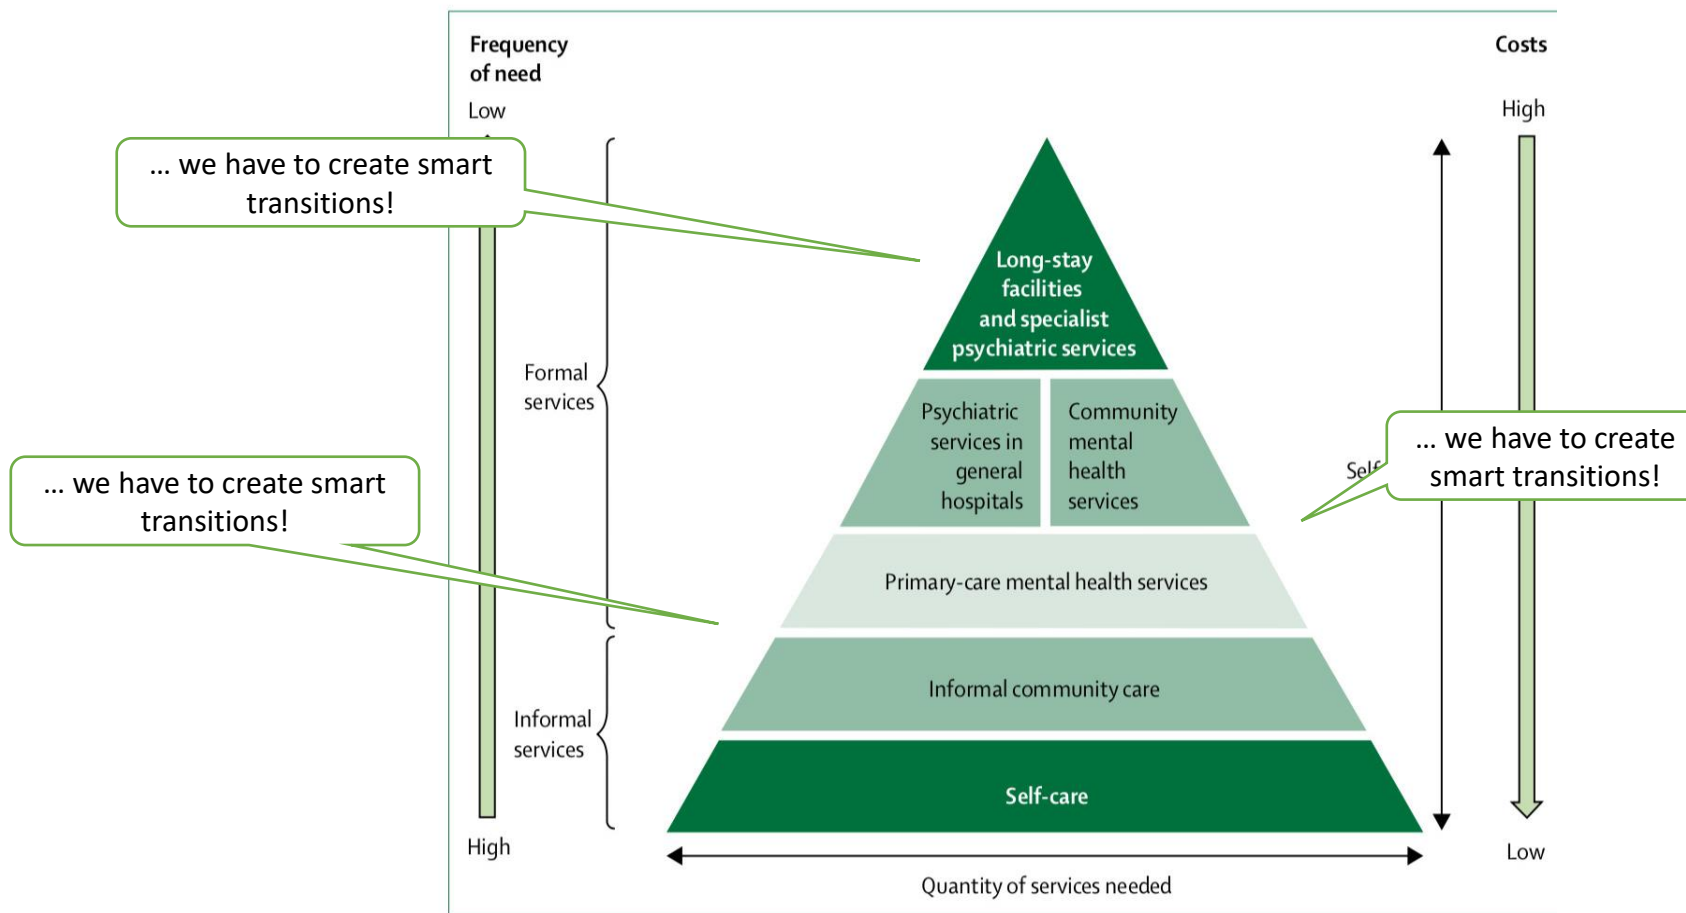 Frequency
of need
Low
Costs
High
... we have to create smart
transitions!
Long-stay
facilities
and specialist
psychiatric services
Formal
services
Psychiatric
services in
general
hospitals
Community
mental
health
services
... we have to create
smart transitions!
Self
... we have to create smart
transitions!
Primary-care mental health services
Informal community care
Informal
services
Self-care
High
Low
Quantity of services needed